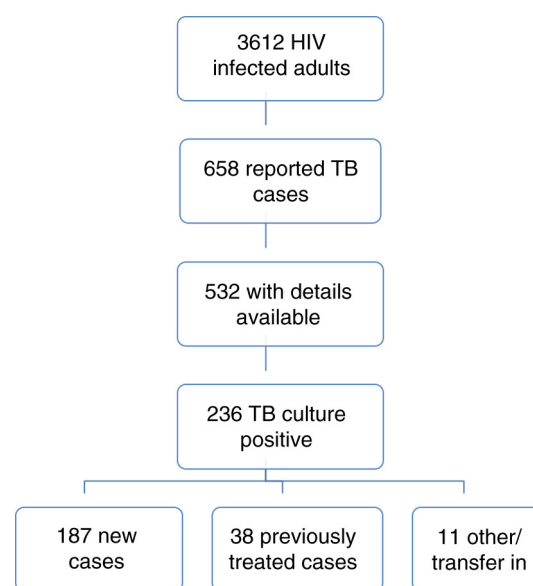 3612 HIV
infected adults
658 reported TB
cases
532 with details
available
236 TB culture
positive
187 new
cases
38 previously
treated cases
11 other/
transfer in